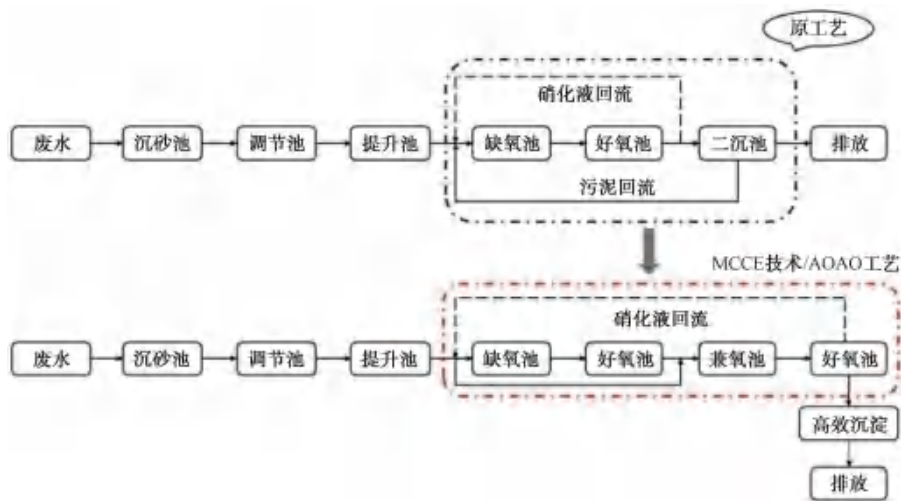 原工艺
硝化液回流
废水
沉砂池
调节池
提升池
缺氧池
好氧池
二沉池
排放
污泥回流
MCCE技术/AOAO工艺
硝化液回流
废水
沉砂池
调节池
提升池
缺氧池
好氧池
兼氧池
好氧池
高效沉淀
排放